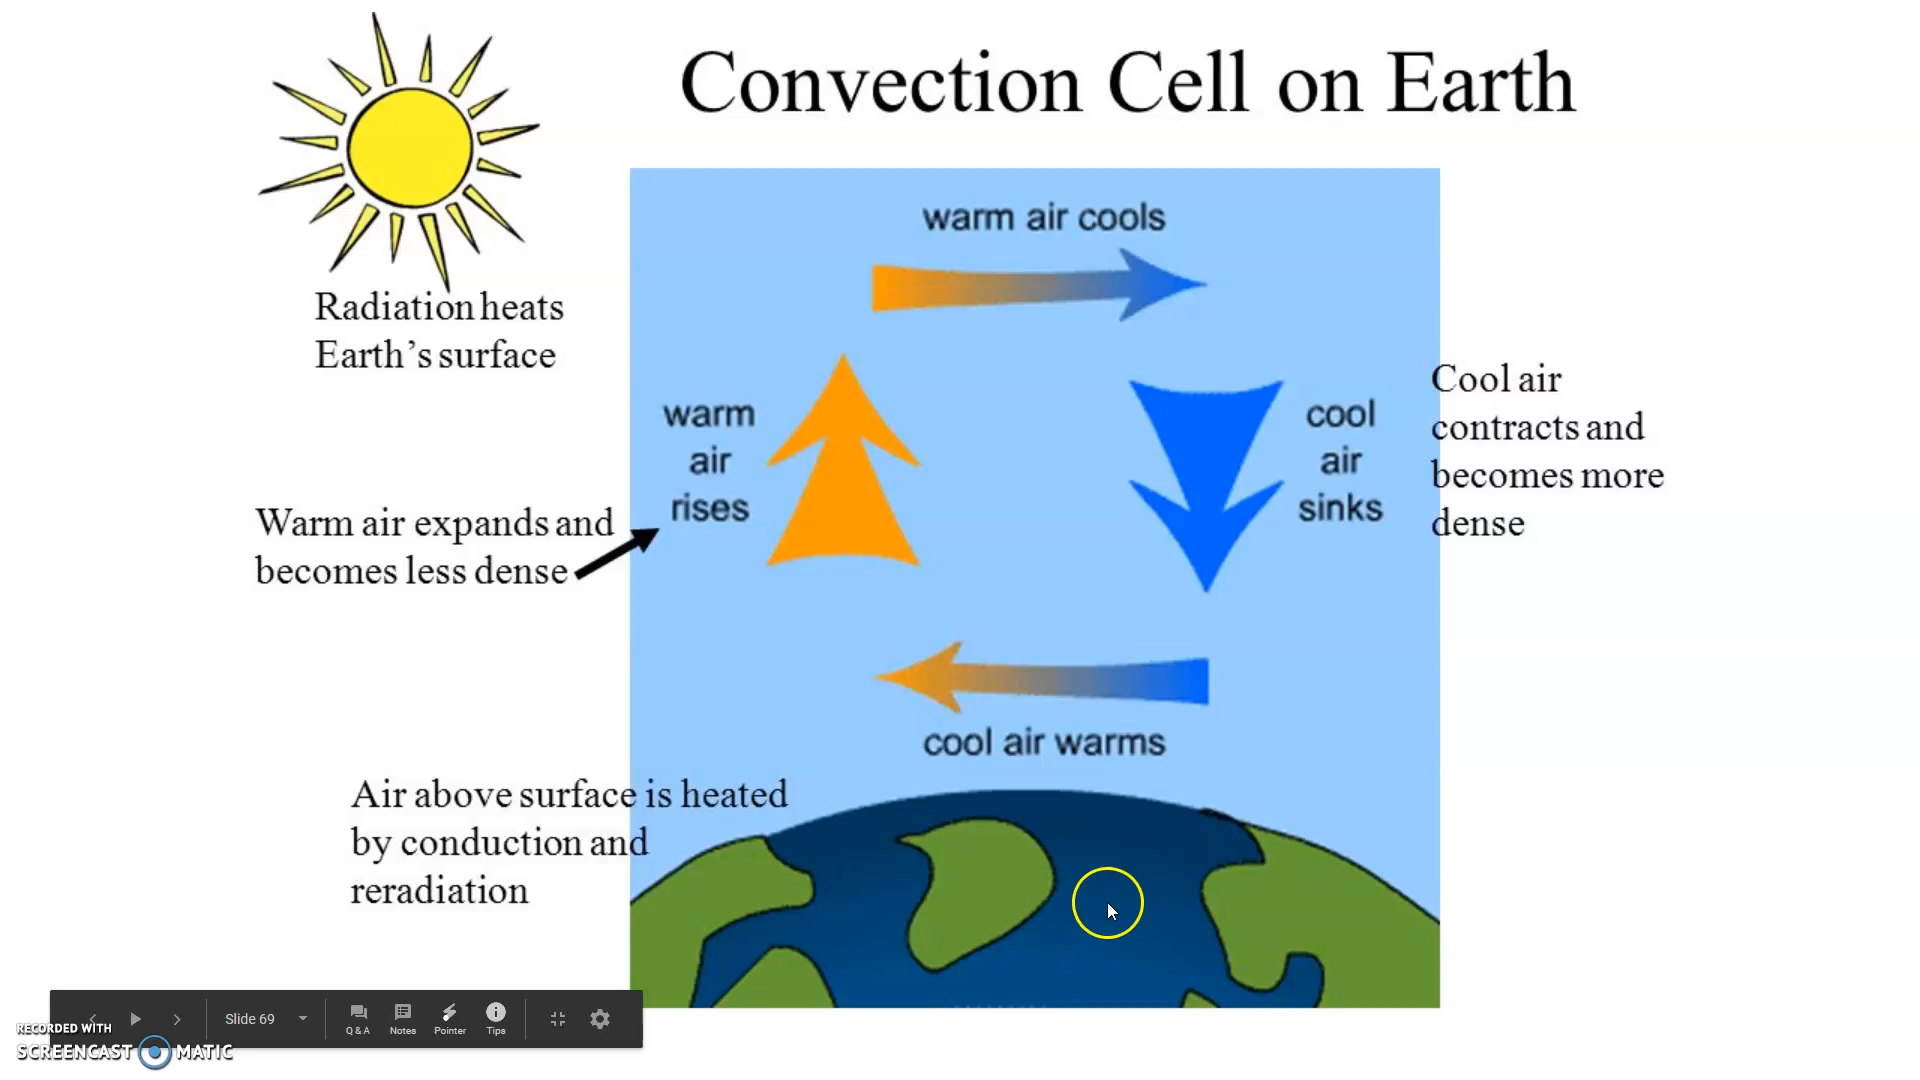 Convection Cell on Earth
Radiation heats
Earth’s surface
warm air cools
warm
air
rises
cool
air
sinks
Cool air
contracts and
becomes more
dense
Warm air expands and
becomes less dense
cool air warms
Air above surface is heated
by conduction and
reradiation
Slide 69
Q & A
Notes
Pointer
Tips
RECORDED WITH
SCREENCAST MATIC